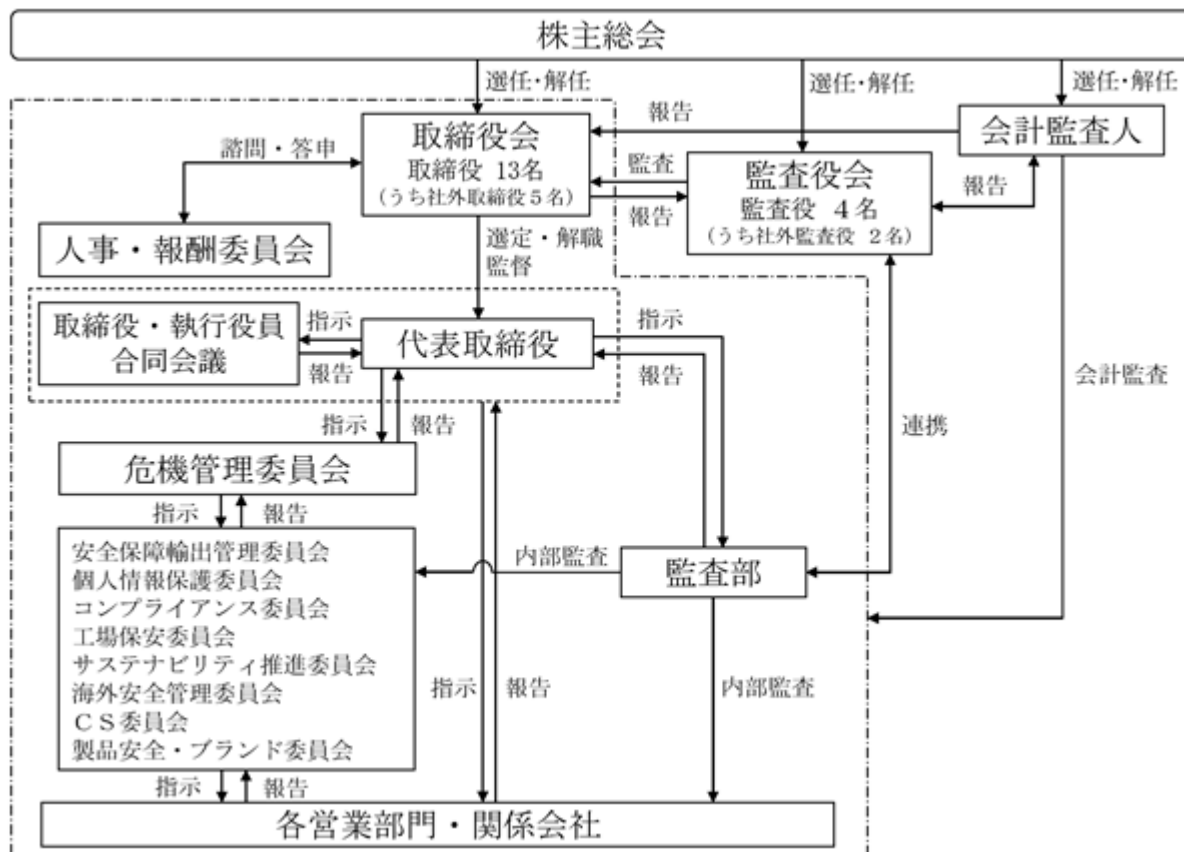 株主総会
選任・解任
選任・解任
選任・解任
取締役会
取締役 13名
(うち社外取締役５名)
報告
会計監査人
諮問・答申
監査
報告
監査役会
監査役 ４名
(うち社外監査役 ２名)
報告
人事・報酬委員会
選定・解職
監督
取締役・執行役員
合同会議
指示
報告
代表取締役
指示
報告
会計監査
指示
報告
連携
危機管理委員会
指示
報告
安全保障輸出管理委員会
個人情報保護委員会
コンプライアンス委員会
工場保安委員会
サステナビリティ推進委員会
海外安全管理委員会
ＣＳ委員会
製品安全・ブランド委員会
内部監査
監査部
指示
報告
内部監査
指示
報告
各営業部門・関係会社